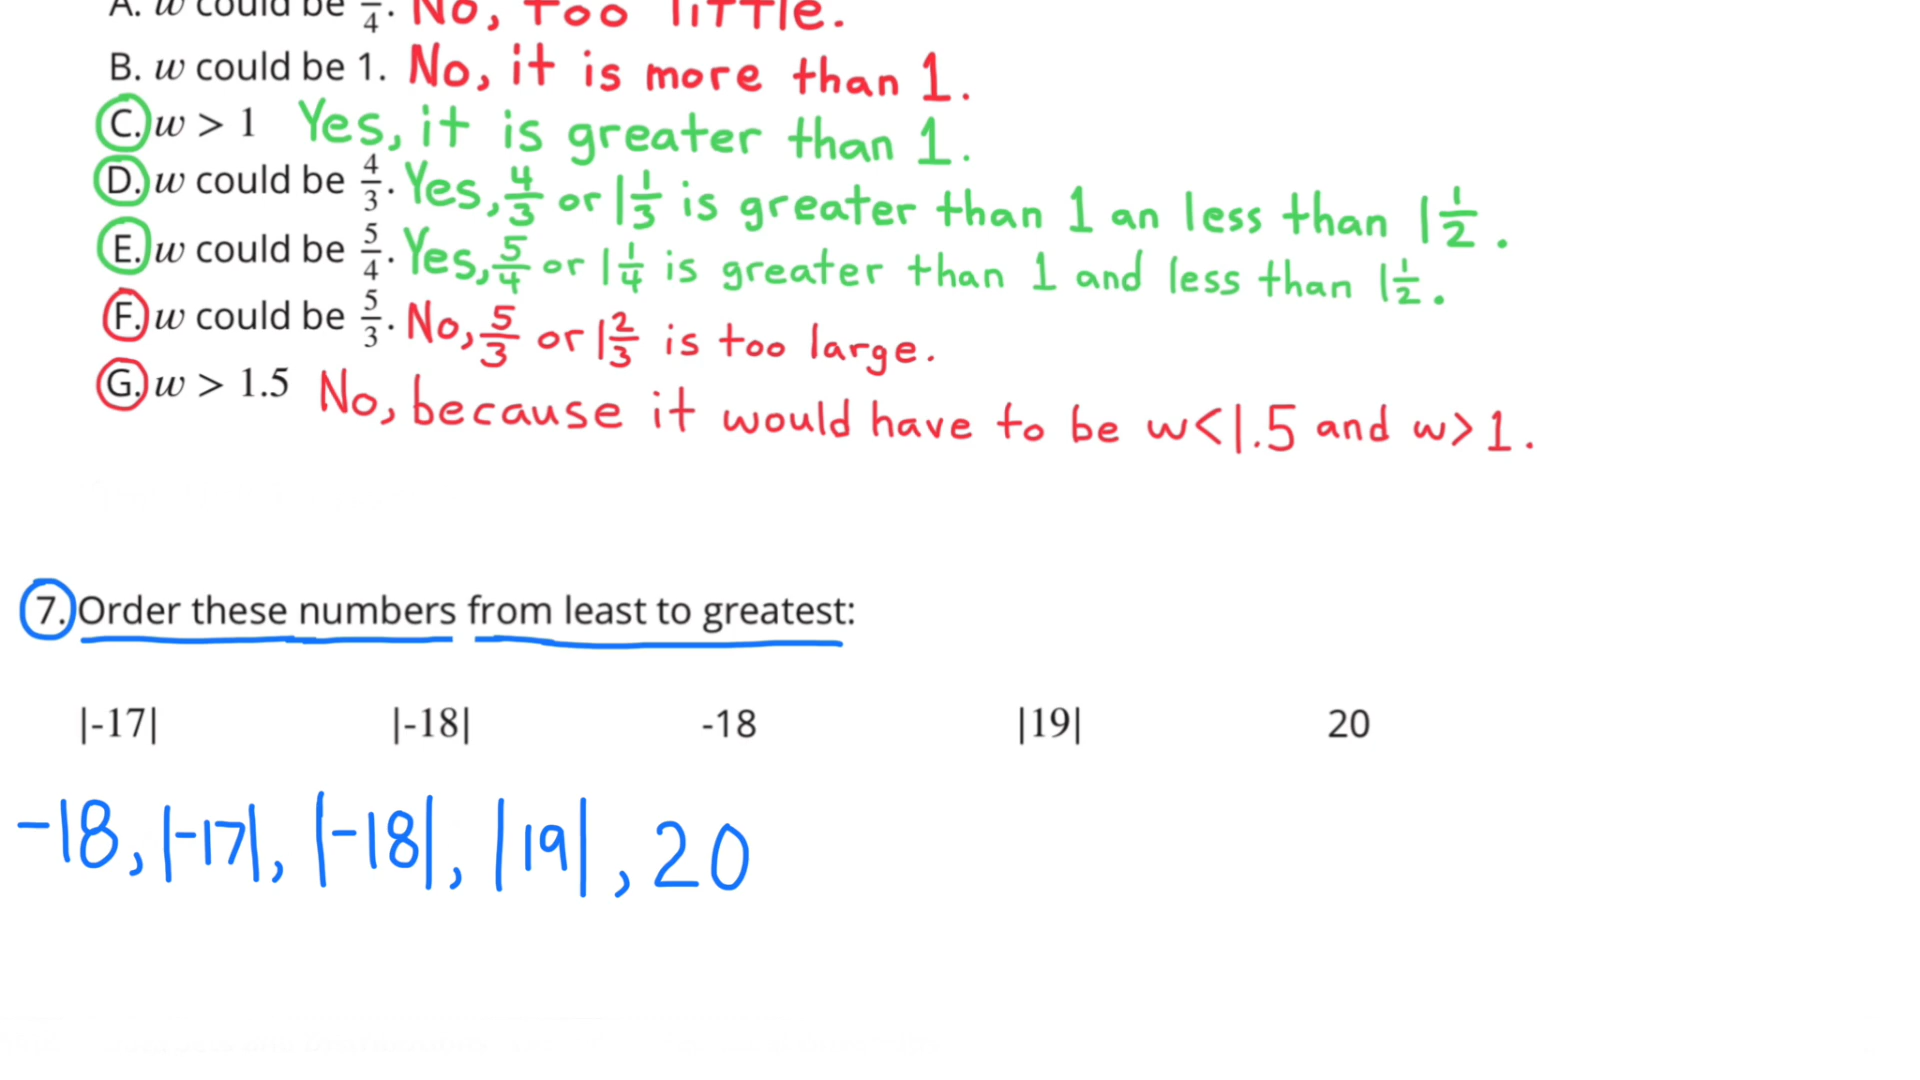 A. w could be /4. No, too little.
B. w could be 1. No, it is more than 1.
C. w > 1 Yes, it is greater than 1.
D. w could be 4/3. Yes, 4/3 or 1 1/3 is greater than 1 an less than 1 1/2.
E. w could be 5/4. Yes, 5/4 or 1 1/4 is greater than 1 and less than 1 1/2.
F. w could be 5/3. No, 5/3 or 1 2/3 is too large.
G. w > 1.5 No, because it would have to be w<1.5 and w>1.
7. Order these numbers from least to greatest:
|-17| |-18| -18 |19| 20
-18, |-17|, |-18|, |19|, 20